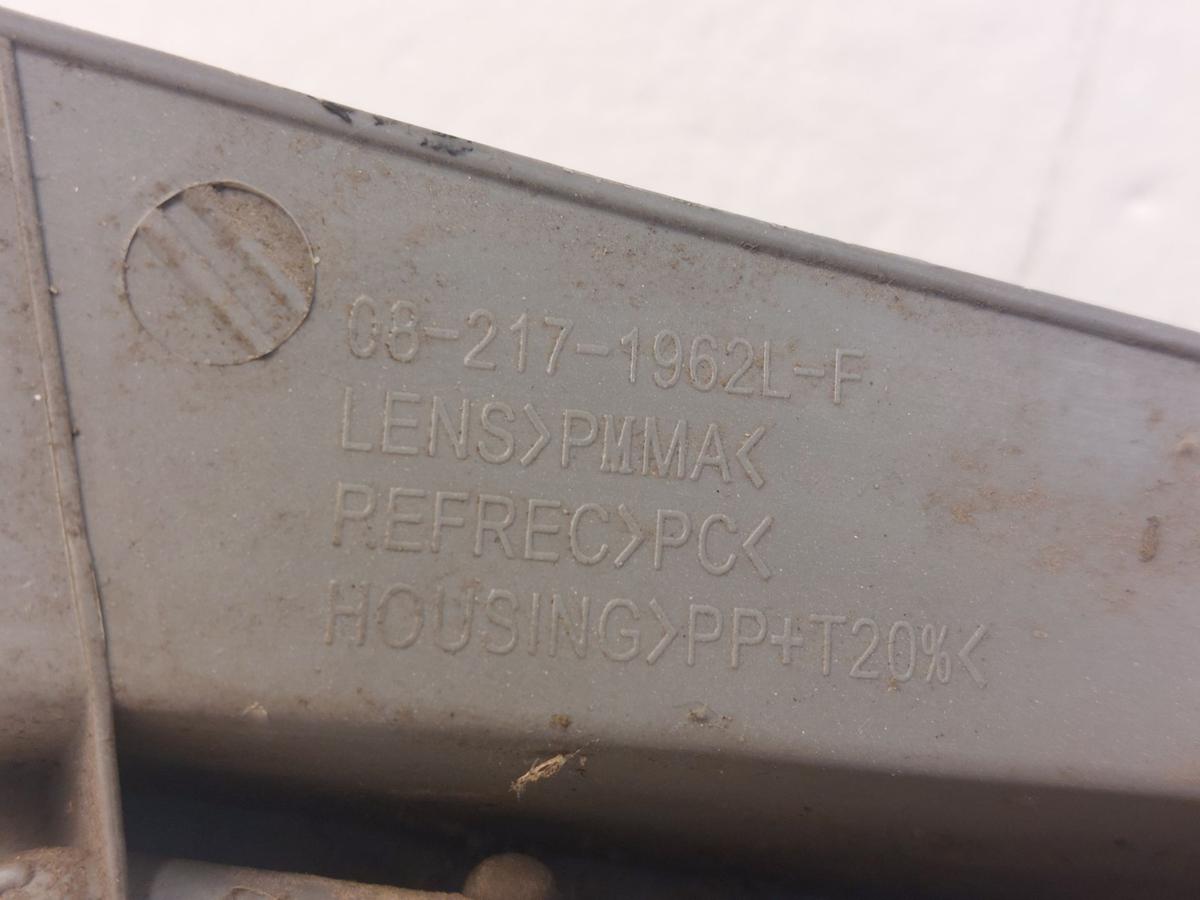 08-217-1962L-F
LENS>PMMA<
REFREC>PC<
HOUSING>PP+T20%<